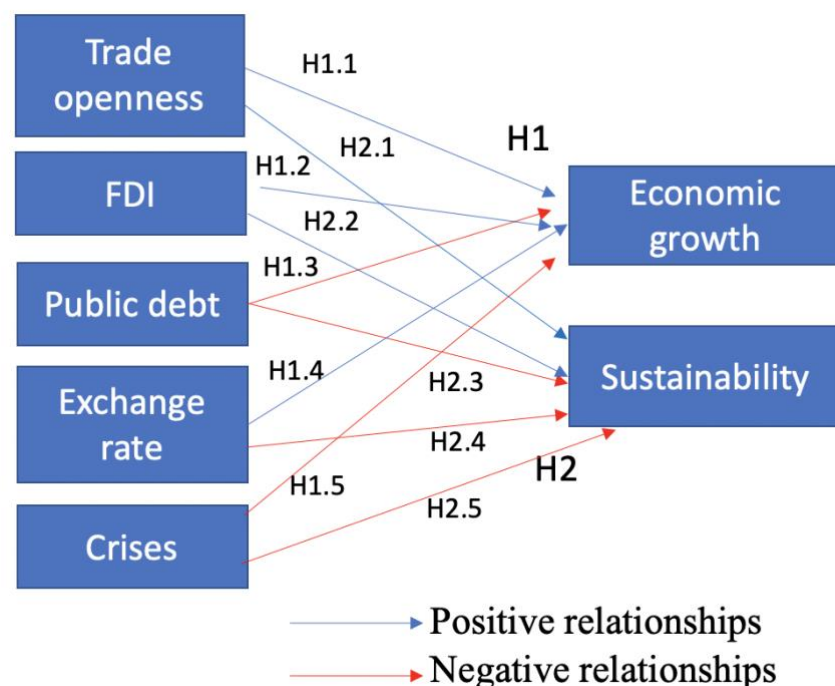 Trade
openness
H1.1
H2.1
H1
FDI
H1.2
H2.2
Economic
growth
Public debt
H1.3
H1.4
H2.3
Sustainability
Exchange
rate
H2.4
H1.5
H2
H2.5
Crises
Positive relationships
Negative relationships